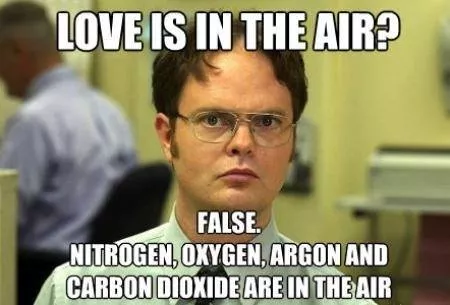 LOVE IS IN THE AIR?
FALSE.
NITROGEN, OXYGEN, ARGON AND
CARBON DIOXIDE ARE IN THE AIR